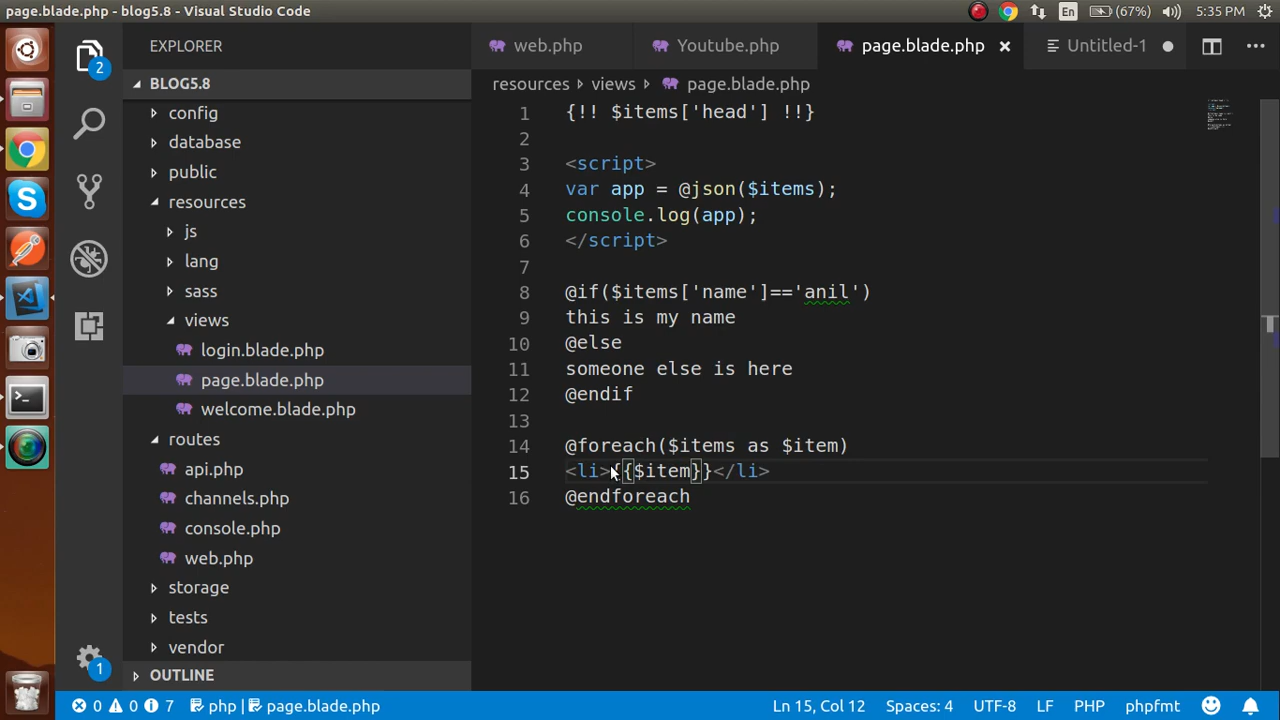 page.blade.php - blog5.8 - Visual Studio Code
En
(67%)
5:35 PM
EXPLORER
2
BLOG5.8
config
database
public
resources
js
lang
sass
views
login.blade.php
page.blade.php
welcome.blade.php
routes
api.php
channels.php
console.php
web.php
storage
tests
vendor
OUTLINE
1
web.php
Youtube.php
page.blade.php
Untitled-1
resources views page.blade.php
1 {!! $items['head'] !!}
2
3 <script>
4 var app = @json($items);
5 console.log(app);
6 </script>
7
8 @if($items['name']=='anil')
9 this is my name
10 @else
11 someone else is here
12 @endif
13
14 @foreach($items as $item)
15 <li>{{$item}}</li>
16 @endforeach
0 0 7 php page.blade.php Ln 15, Col 12 Spaces: 4 UTF-8 LF PHP phpfmt